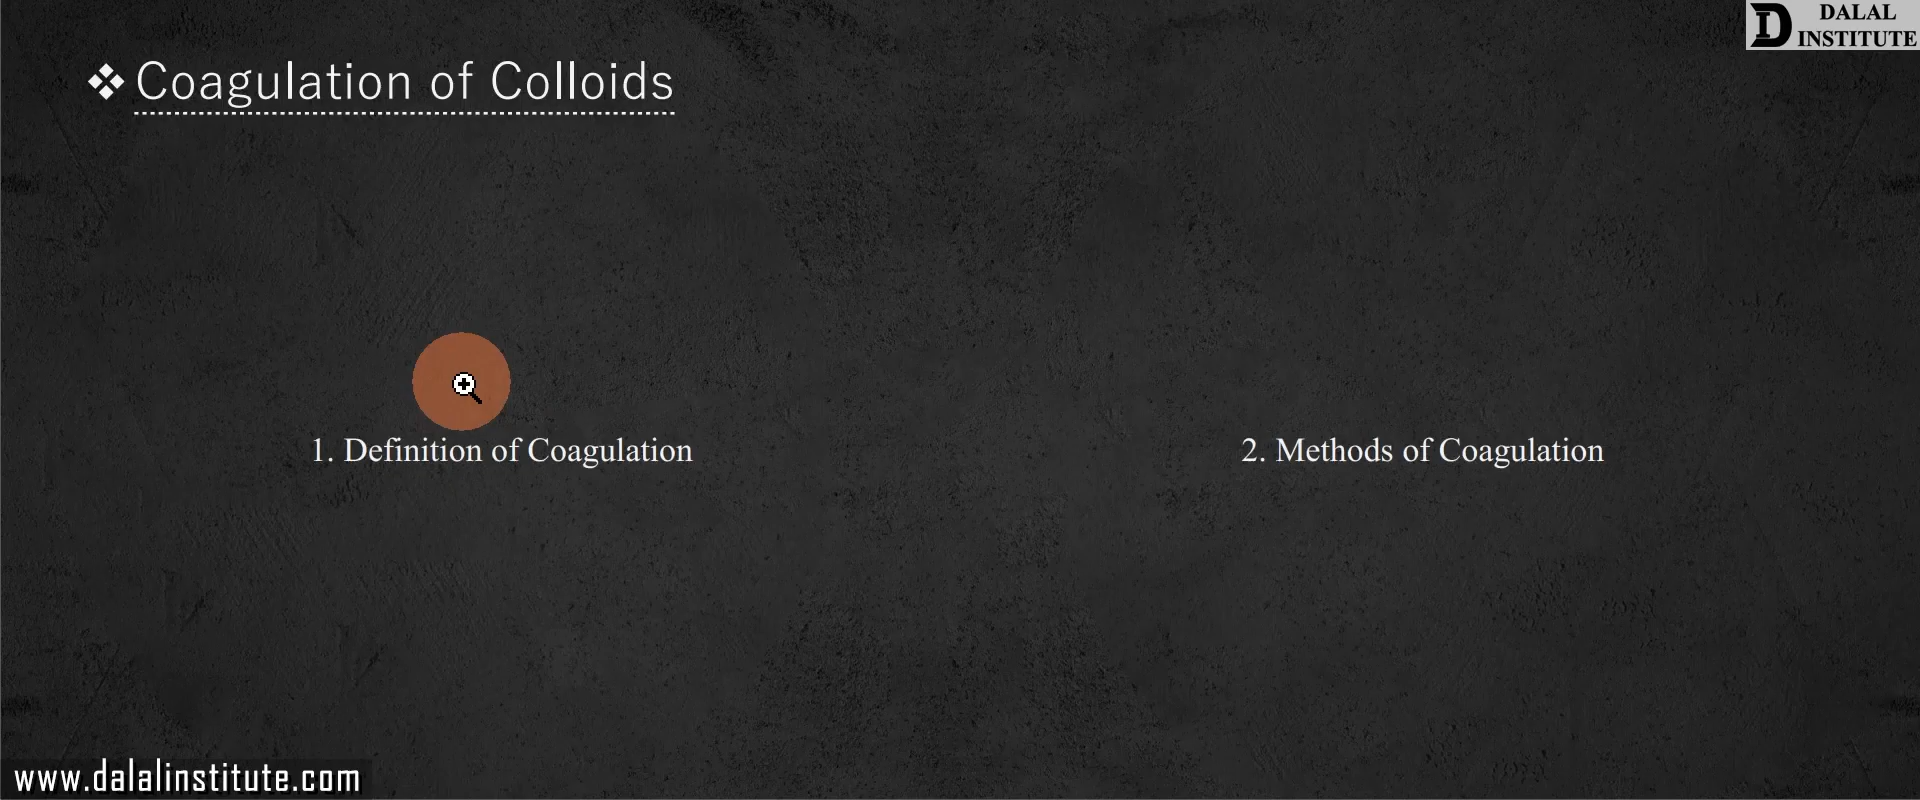 DALAL
INSTITUTE
Coagulation of Colloids
1. Definition of Coagulation
2. Methods of Coagulation
www.dalalinstitute.com